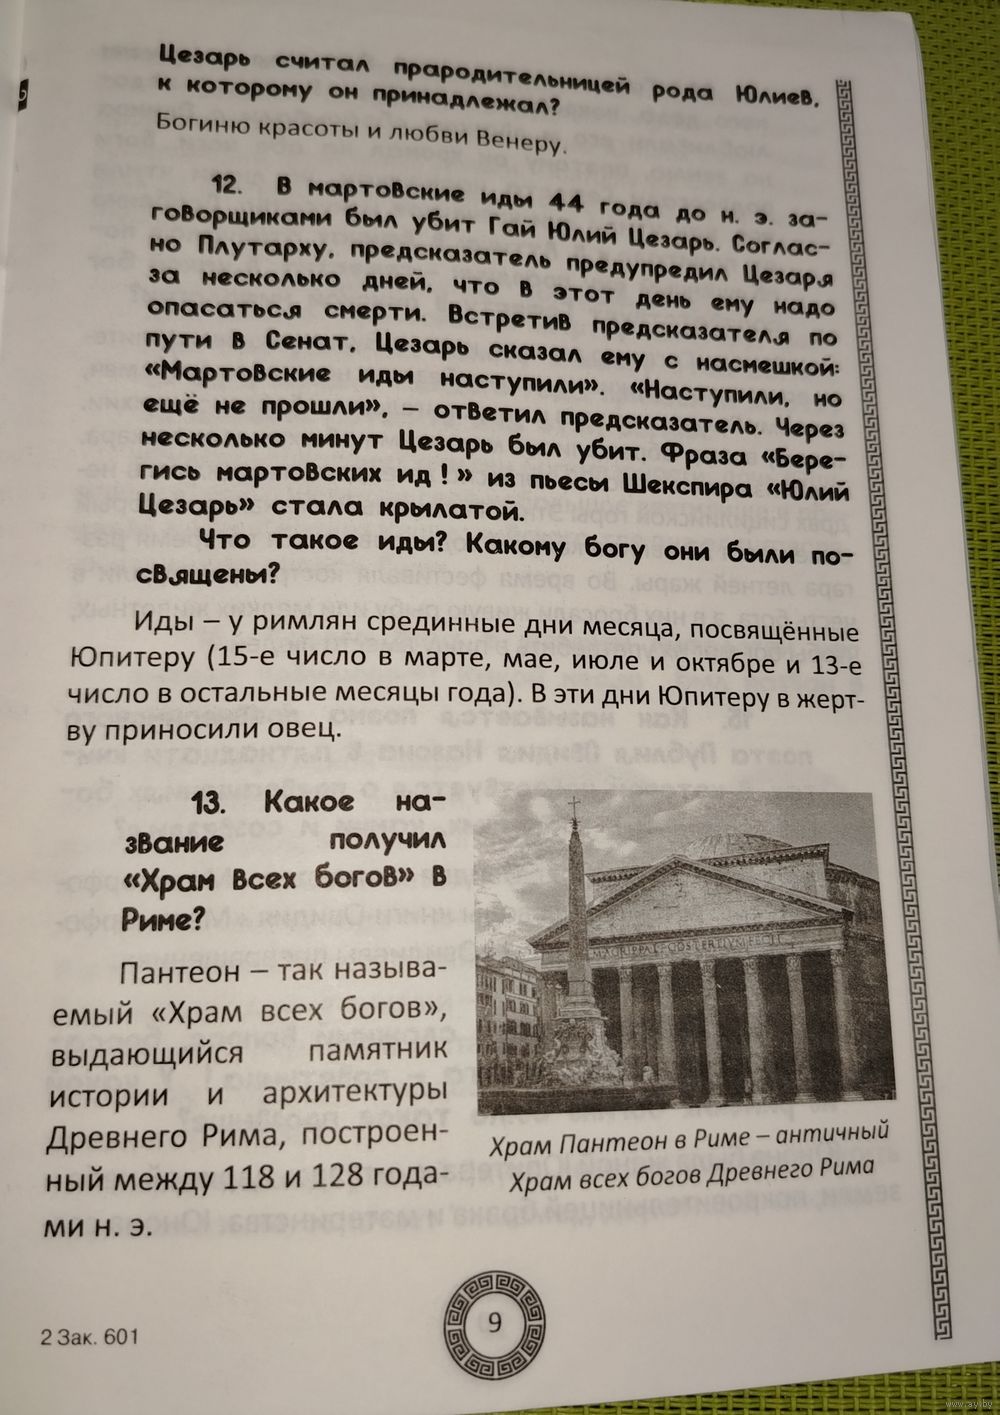 Цезарь считал прародительницей рода Юлиев,
к которому он принадлежал?
Богиню красоты и любви Венеру.
12. В мартовские иды 44 года до н. э. за-
говорщиками был убит Гай Юлий Цезарь. Соглас-
но Плутарху, предсказатель предупредил Цезаря
за несколько дней, что в этот день ему надо
опасаться смерти. Встретив предсказателя по
пути в Сенат, Цезарь сказал ему с насмешкой:
«Мартовские иды наступили». «Наступили, но
ещё не прошли», – ответил предсказатель. Через
несколько минут Цезарь был убит. Фраза «Бере-
гись мартовских ид!» из пьесы Шекспира «Юлий
Цезарь» стала крылатой.
Что такое иды? Какому богу они были по-
священы?
Иды – у римлян срединные дни месяца, посвящённые
Юпитеру (15-е число в марте, мае, июле и октябре и 13-е
число в остальные месяцы года). В эти дни Юпитеру в жерт-
ву приносили овец.
13. Какое на-
звание получил
«Храм всех богов» в
Риме?
Пантеон – так называ-
емый «Храм всех богов»,
выдающийся памятник
истории и архитектуры
Древнего Рима, построен-
ный между 118 и 128 года-
ми н. э.
Храм Пантеон в Риме – античный
Храм всех богов Древнего Рима
9
2 Зак. 601
www.ay.by